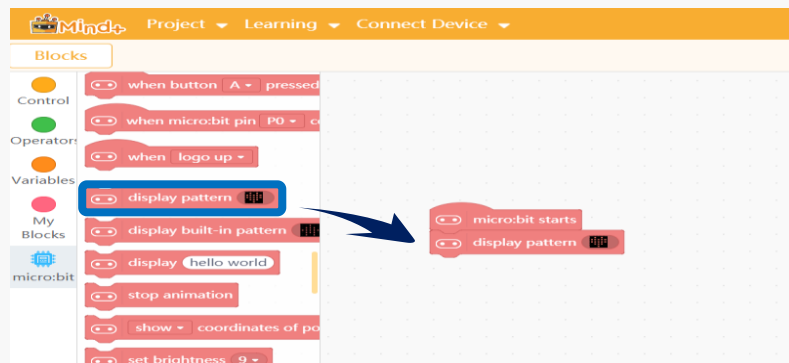 Mind+ Project Learning Connect Device
Blocks
Control
Operators
Variables
My
Blocks
micro:bit
when button A pressed
when micro:bit pin P0
when logo up
display pattern
display built-in pattern
display hello world
stop animation
show coordinates of
set brightness 9
micro:bit starts
display pattern